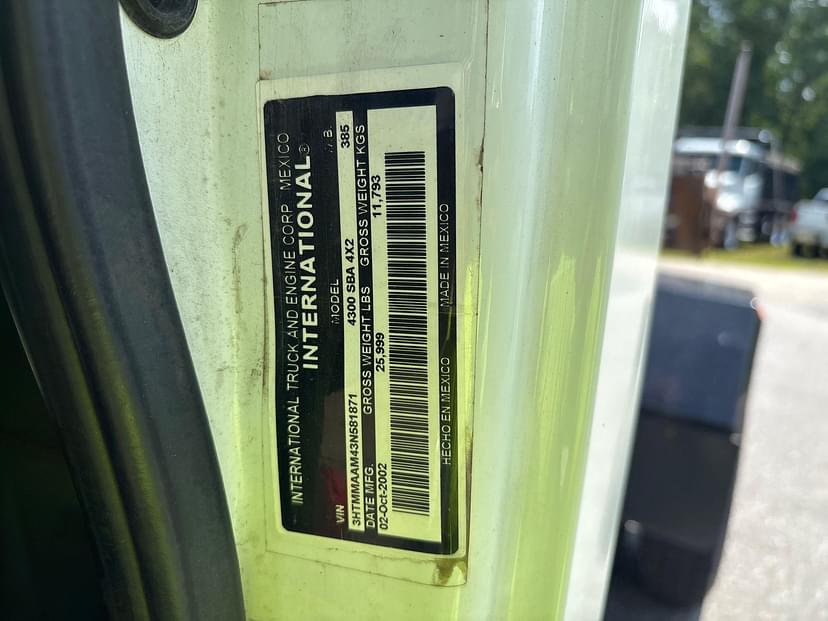 INTERNATIONAL TRUCK AND ENGINE CORP MEXICO
INTERNATIONAL®
MODEL
VIN 4300 SBA 4X2 385
3HTMMAAM43N581871
DATE MFG. GROSS WEIGHT LBS GROSS WEIGHT KGS
02-Oct-2002 25,999 11,793
HECHO EN MEXICO MADE IN MEXICO